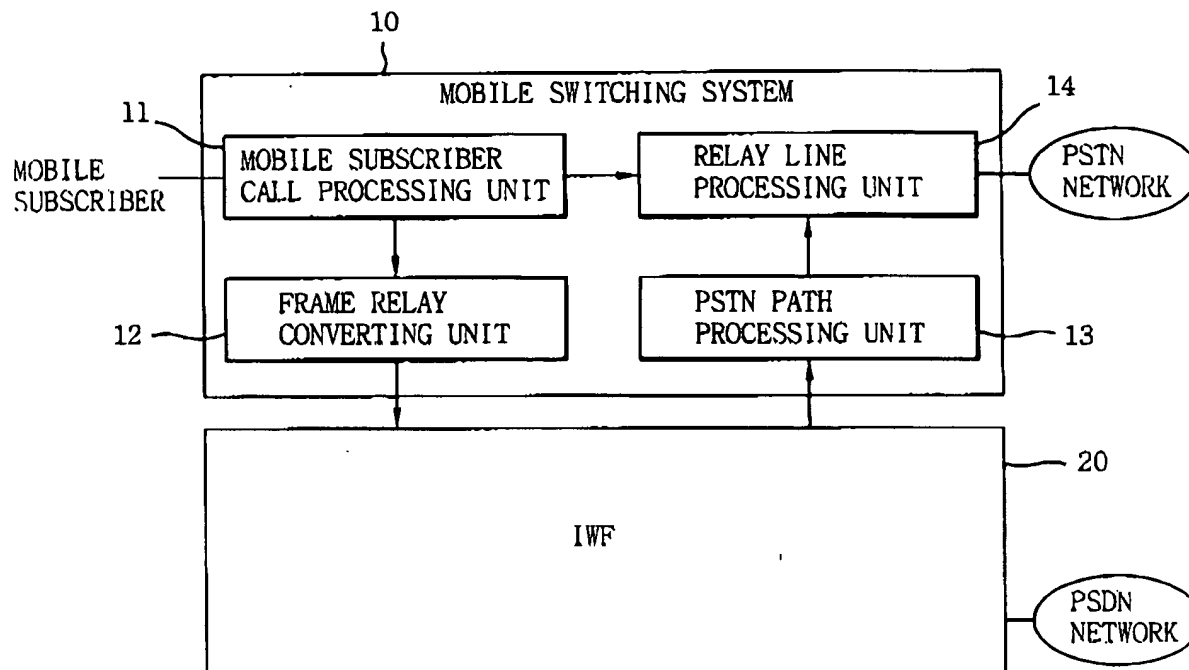 10
MOBILE SWITCHING SYSTEM
11
14
MOBILE SUBSCRIBER
CALL PROCESSING UNIT
RELAY LINE
PROCESSING UNIT
MOBILE
SUBSCRIBER
PSTN
NETWORK
FRAME RELAY
CONVERTING UNIT
PSTN PATH
PROCESSING UNIT
12
13
20
IWF
PSDN
NETWORK